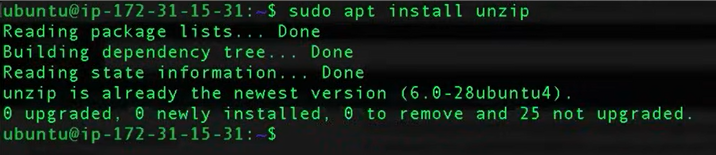 ubuntu@ip-172-31-15-31:~$ sudo apt install unzip
Reading package lists... Done
Building dependency tree... Done
Reading state information... Done
unzip is already the newest version (6.0-28ubuntu4).
0 upgraded, 0 newly installed, 0 to remove and 25 not upgraded.
ubuntu@ip-172-31-15-31:~$